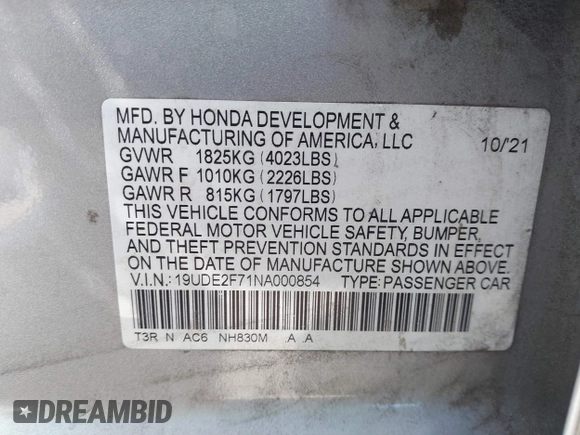 MFD. BY HONDA DEVELOPMENT &
MANUFACTURING OF AMERICA, LLC 10/'21
GVWR 1825KG (4023LBS)
GAWR F 1010KG (2226LBS)
GAWR R 815KG (1797LBS)
THIS VEHICLE CONFORMS TO ALL APPLICABLE
FEDERAL MOTOR VEHICLE SAFETY, BUMPER,
AND THEFT PREVENTION STANDARDS IN EFFECT
ON THE DATE OF MANUFACTURE SHOWN ABOVE.
V.I.N.: 19UDE2F71NA000854 TYPE: PASSENGER CAR
T3R N AC6 NH830M A .A
DREAMBID